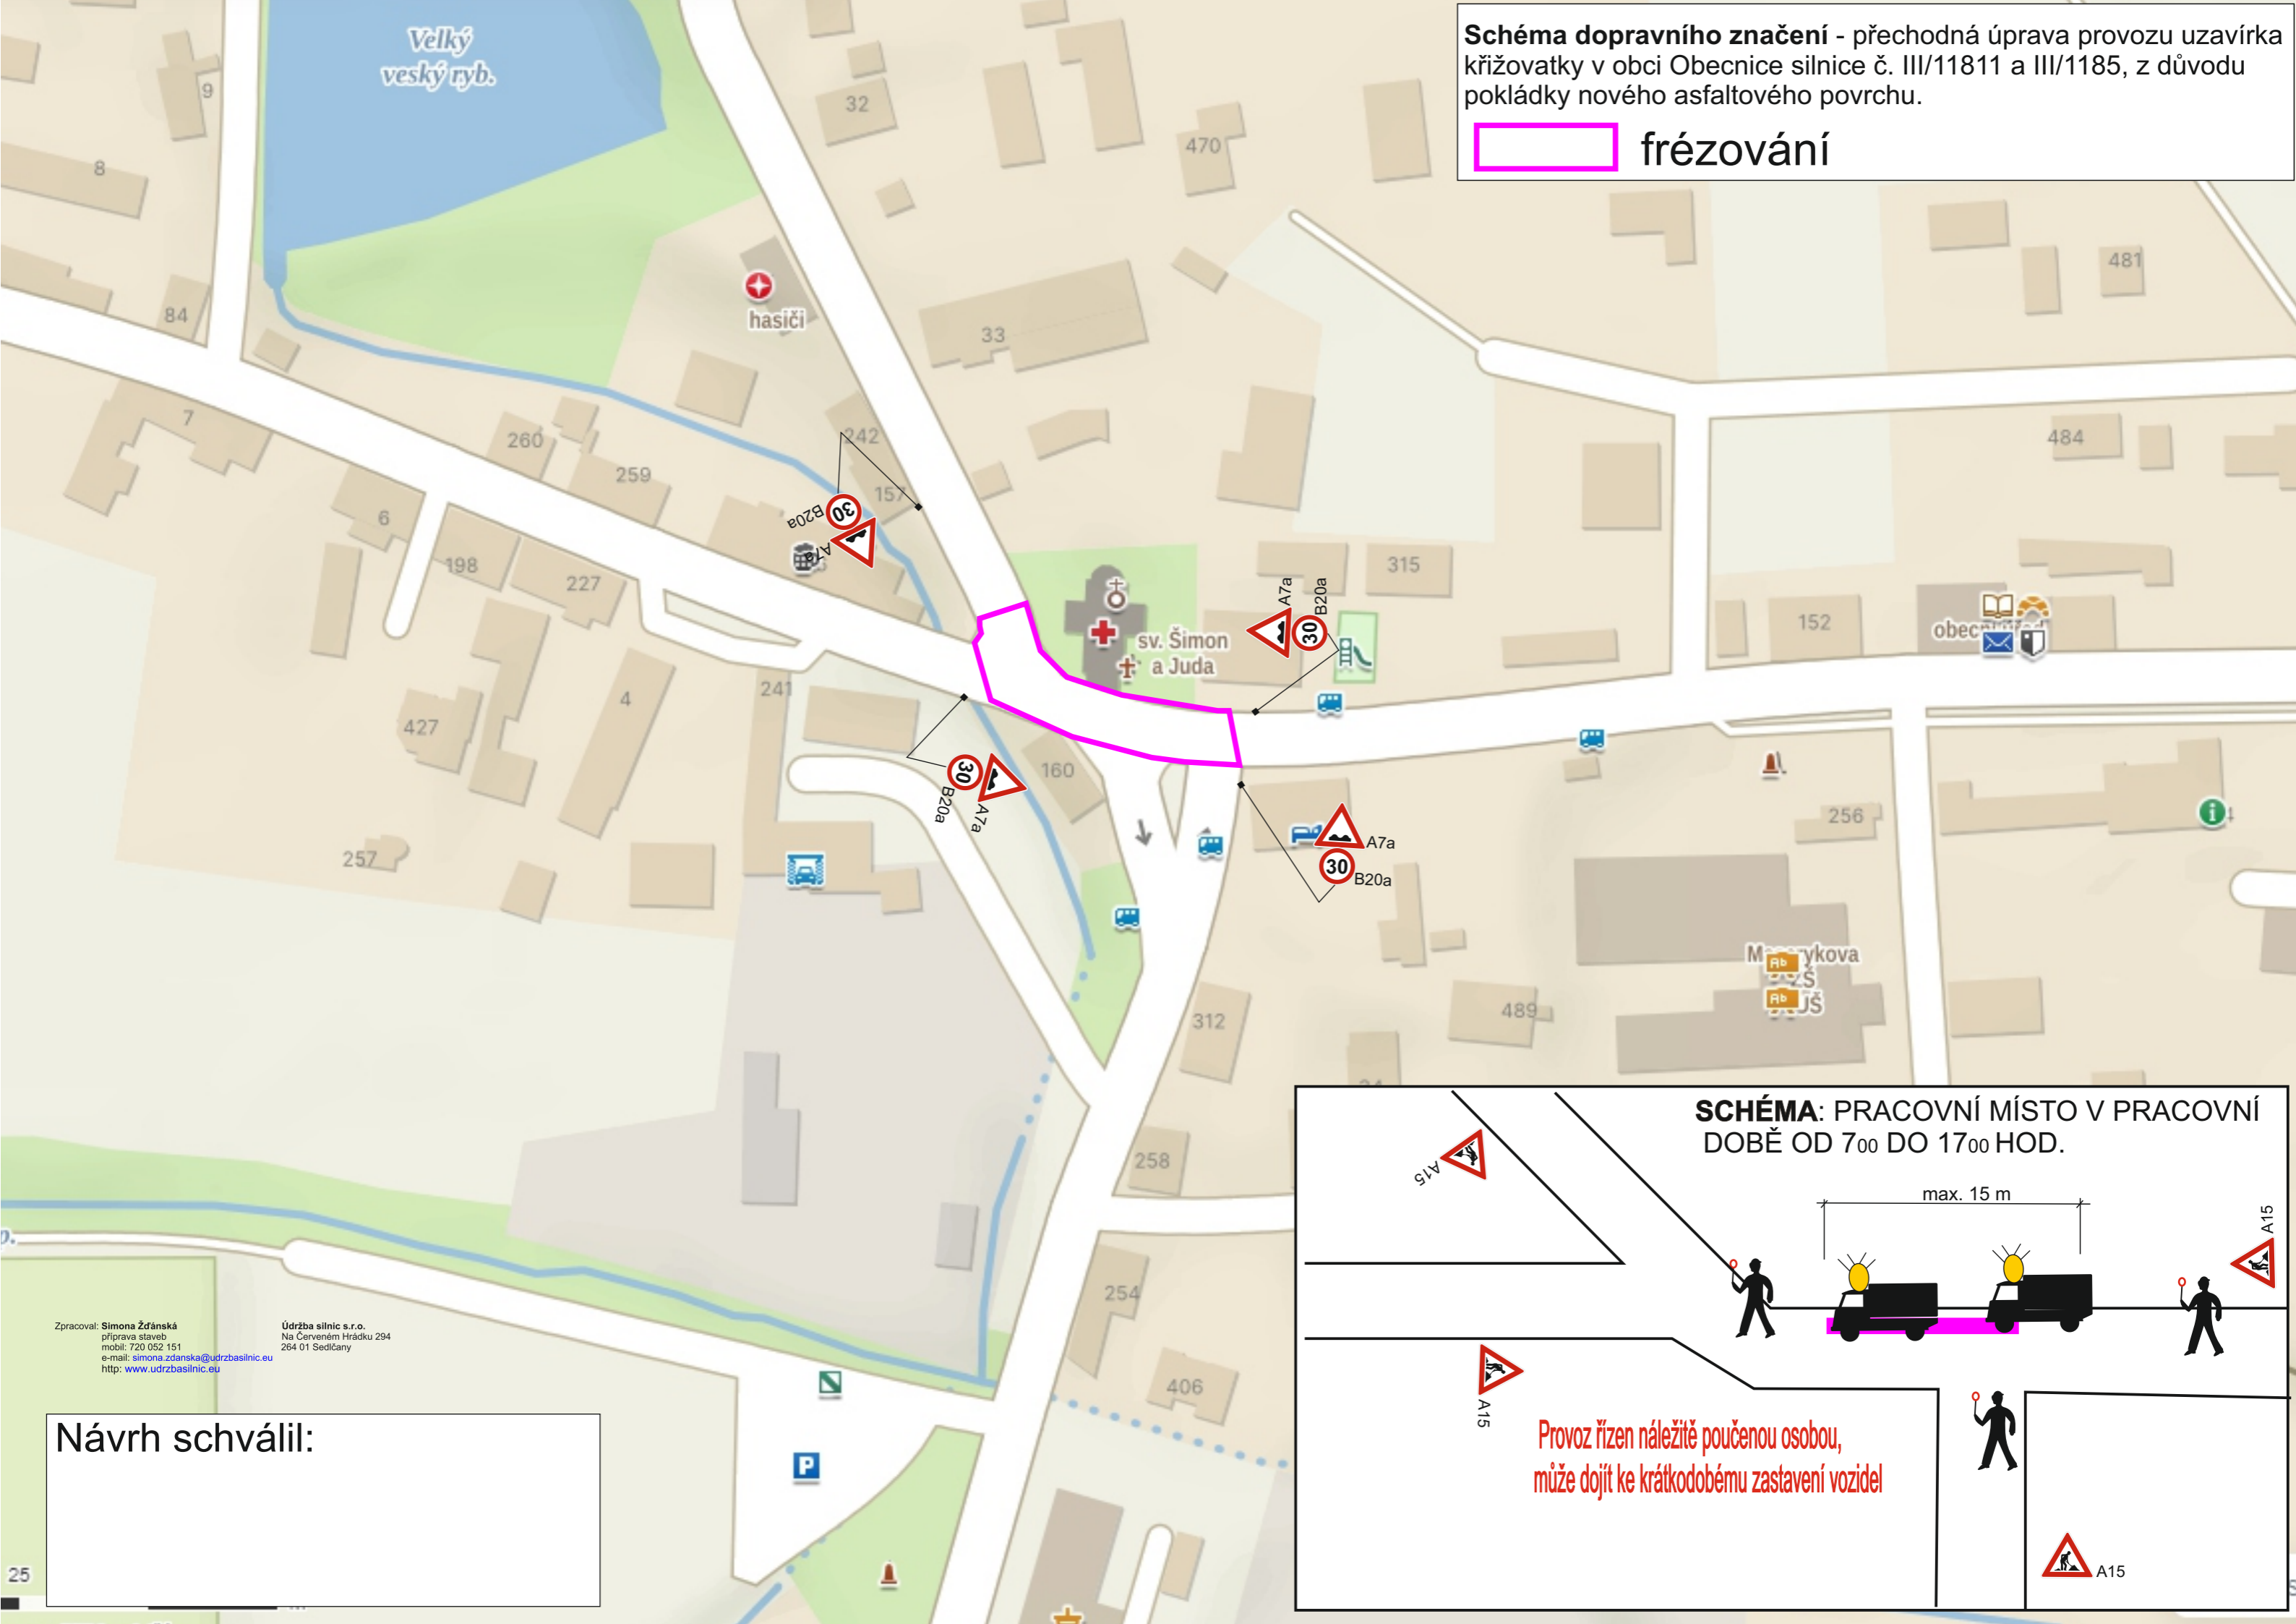 Schéma dopravního značení - přechodná úprava provozu uzavírka
křižovatky v obci Obecnice silnice č. III/11811 a III/1185, z důvodu
pokládky nového asfaltového povrchu.
frézování
Velký
veský ryb.
9
8
32
470
481
84
hasiči
33
7
260
259
242
157
484
6
198
227
B20a
30
A7a
315
A7a
B20a
30
152
sv. Šimon
a Juda
241
4
427
160
30
B20a
A7a
256
257
A7a
30
B20a
312
489
ZŠ
258
254
406
P
25
SCHÉMA: PRACOVNÍ MÍSTO V PRACOVNÍ
DOBĚ OD 700 DO 1700 HOD.
max. 15 m
A15
A15
A15
A15
Provoz řízen náležitě poučenou osobou,
může dojít ke krátkodobému zastavení vozidel
Zpracoval: Simona Žďánská
příprava staveb
mobil: 720 052 151
e-mail: simona.zdanska@udrzbasilnic.eu
http: www.udrzbasilnic.eu
Údržba silnic s.r.o.
Na Červeném Hrádku 294
264 01 Sedlčany
Návrh schválil: